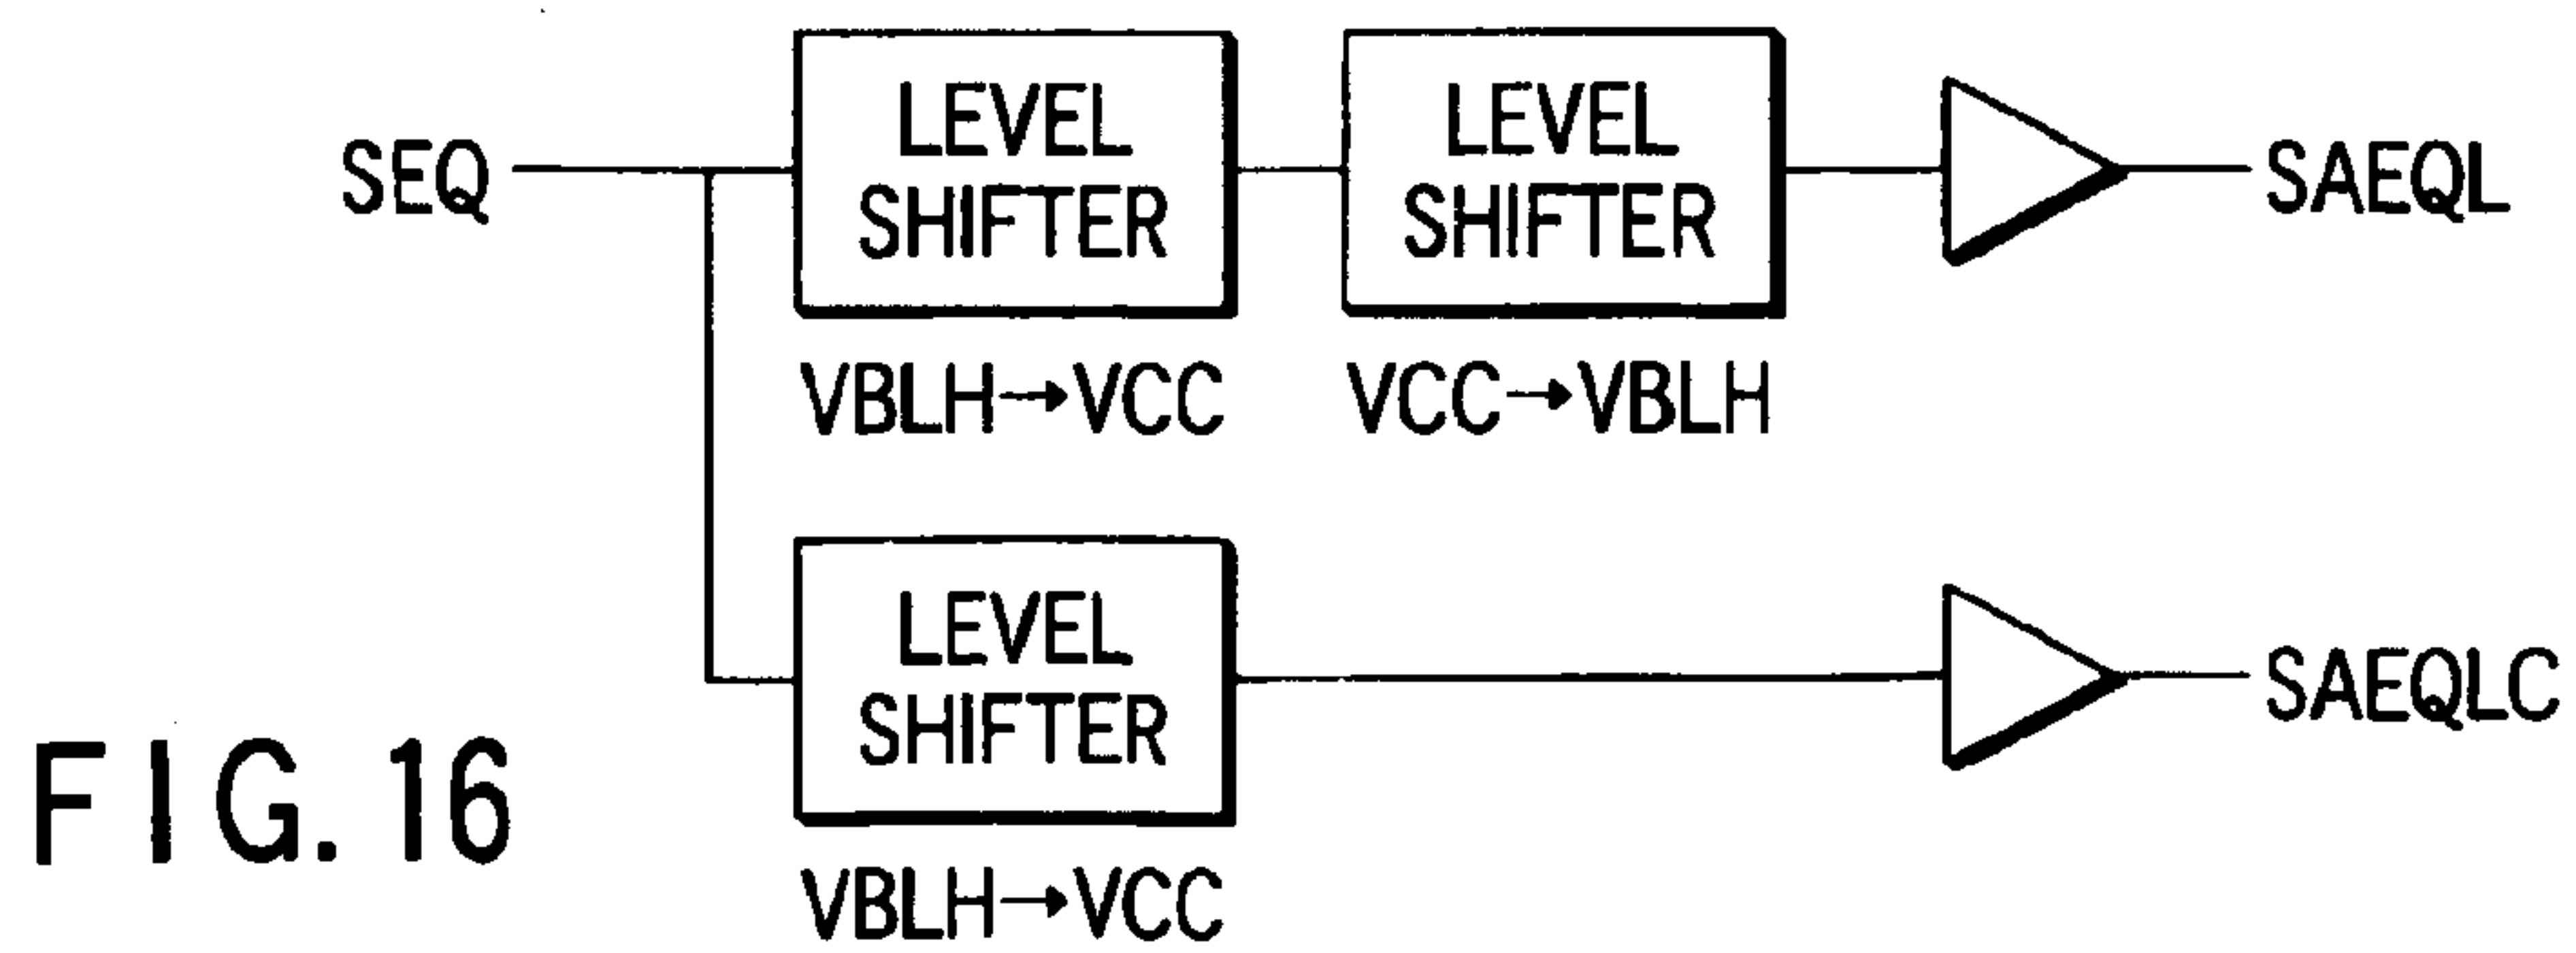 SEQ
LEVEL
SHIFTER
VBLH→VCC
LEVEL
SHIFTER
VCC→VBLH
SAEQL
LEVEL
SHIFTER
VBLH→VCC
SAEQLC
FIG. 16